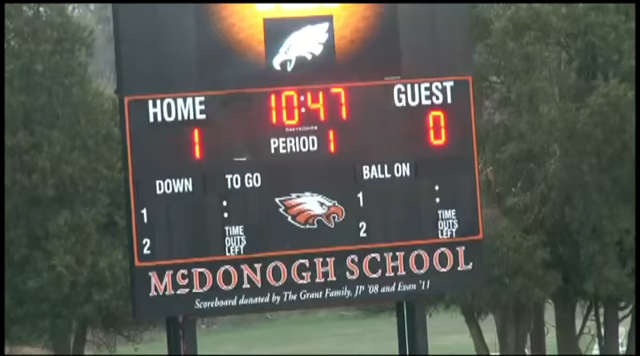 HOME 10:47 GUEST
1 PERIOD 1 0
DOWN TO GO BALL ON
1 : 1 :
2 TIME OUTS LEFT 2 TIME OUTS LEFT
McDONOGH SCHOOL
Scoreboard donated by The Grant Family, JP '08 and Evan '11